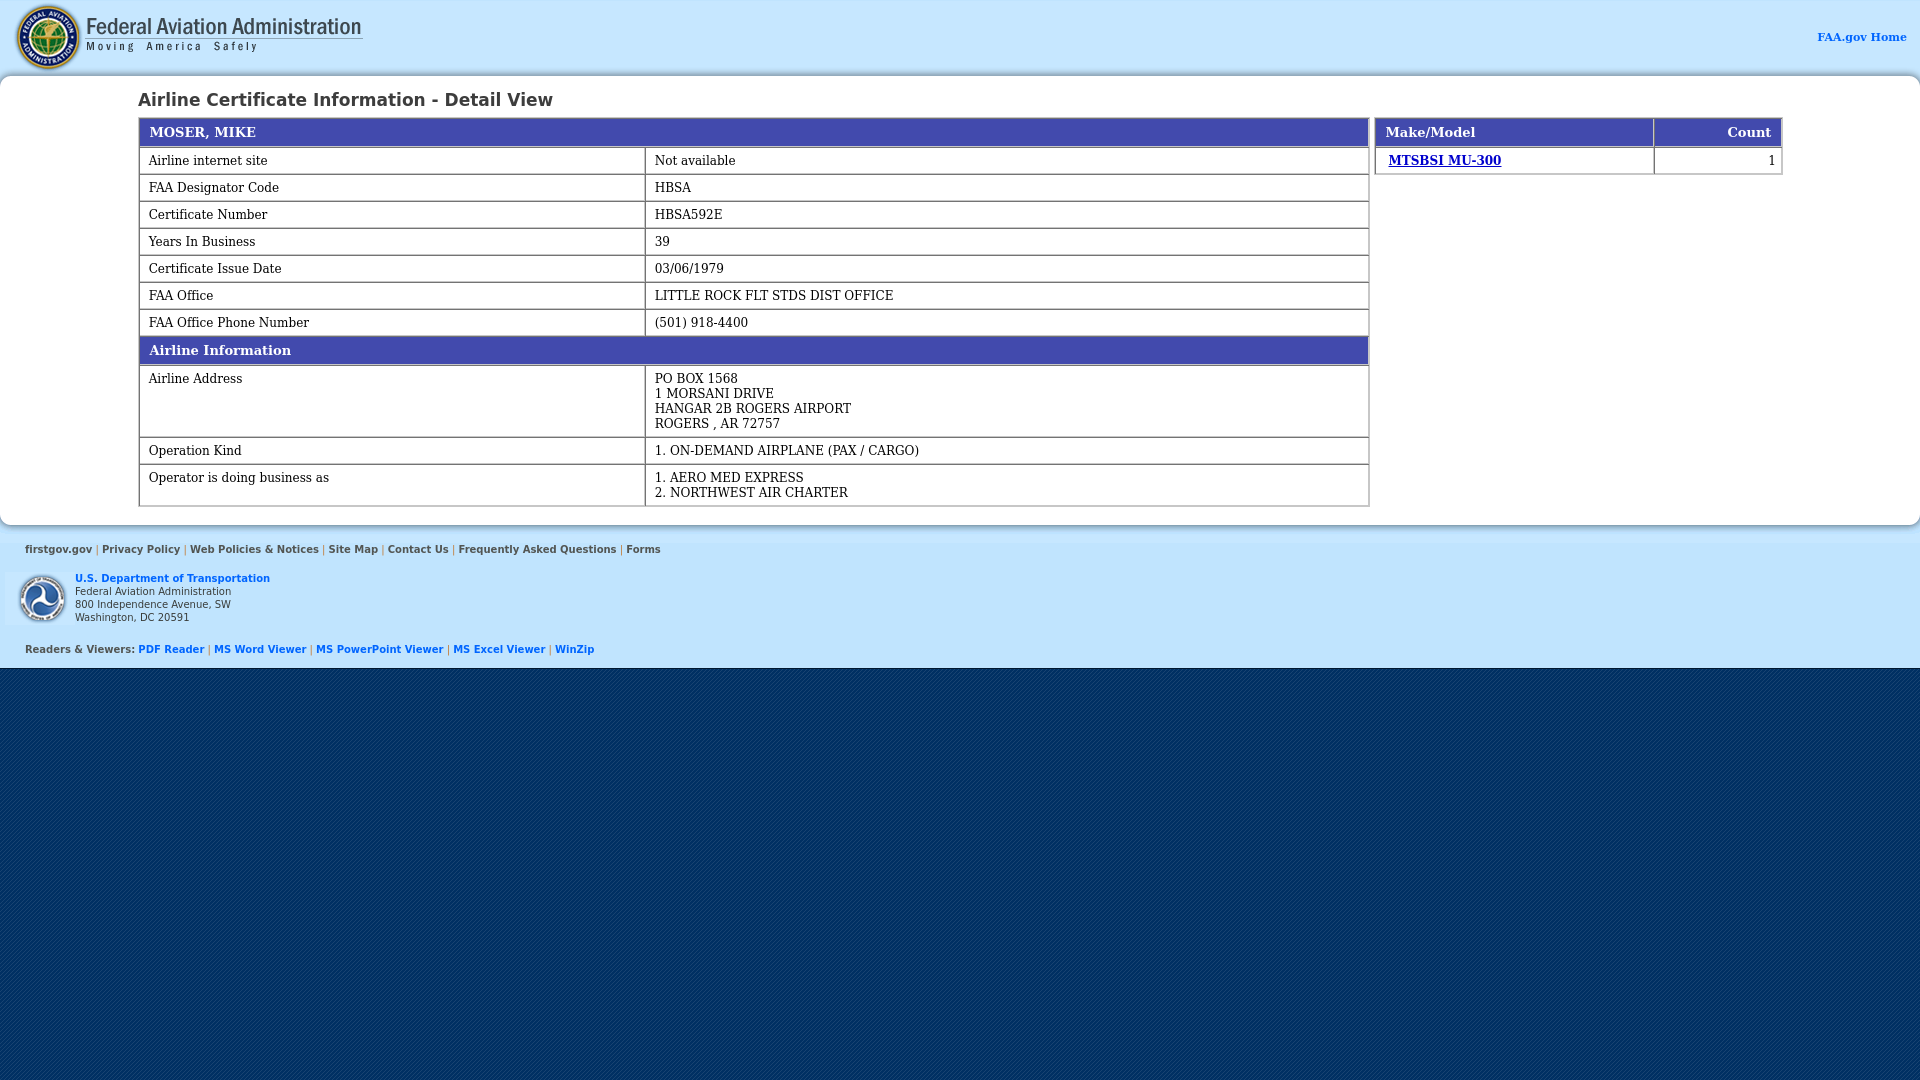 Federal Aviation Administration
Moving America Safely
FAA.gov Home
Airline Certificate Information - Detail View
MOSER, MIKE
Airline internet site Not available
FAA Designator Code HBSA
Certificate Number HBSA592E
Years In Business 39
Certificate Issue Date 03/06/1979
FAA Office LITTLE ROCK FLT STDS DIST OFFICE
FAA Office Phone Number (501) 918-4400
Airline Information
Airline Address PO BOX 1568
1 MORSANI DRIVE
HANGAR 2B ROGERS AIRPORT
ROGERS , AR 72757
Operation Kind 1. ON-DEMAND AIRPLANE (PAX / CARGO)
Operator is doing business as 1. AERO MED EXPRESS
2. NORTHWEST AIR CHARTER
Make/Model Count
MTSBSI MU-300 1
firstgov.gov | Privacy Policy | Web Policies & Notices | Site Map | Contact Us | Frequently Asked Questions | Forms
U.S. Department of Transportation
Federal Aviation Administration
800 Independence Avenue, SW
Washington, DC 20591
Readers & Viewers: PDF Reader | MS Word Viewer | MS PowerPoint Viewer | MS Excel Viewer | WinZip